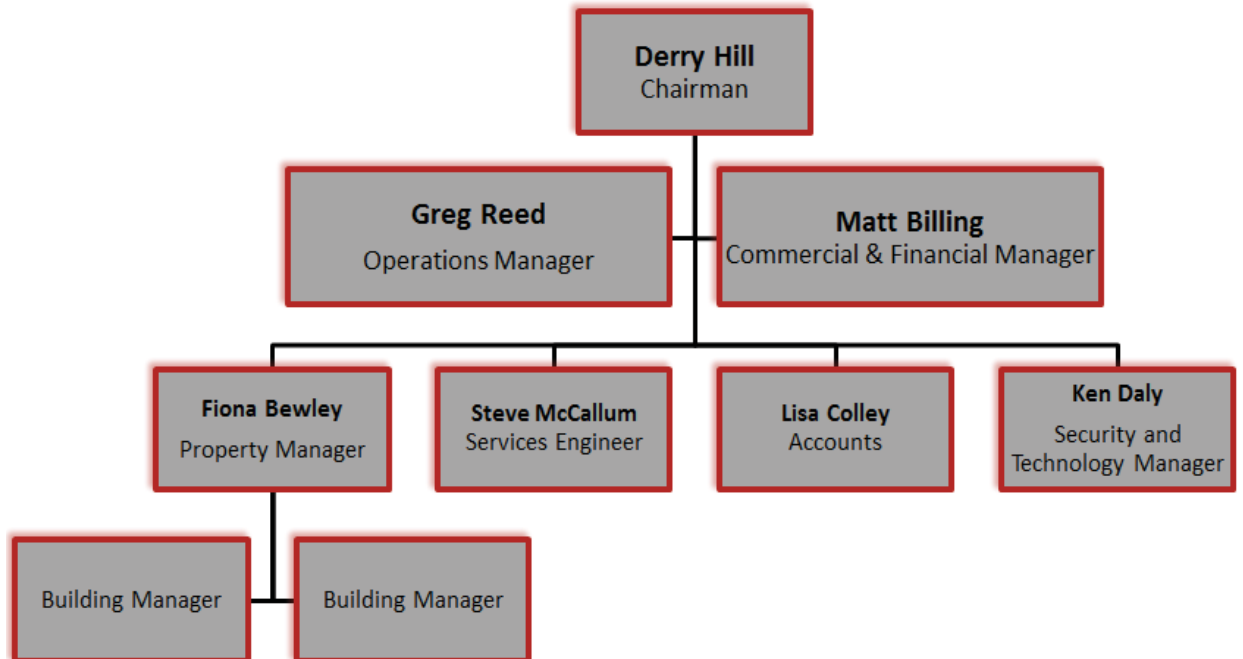 Derry Hill
Chairman
Greg Reed
Operations Manager
Matt Billing
Commercial & Financial Manager
Fiona Bewley
Property Manager
Steve McCallum
Services Engineer
Lisa Colley
Accounts
Ken Daly
Security and
Technology Manager
Building Manager
Building Manager